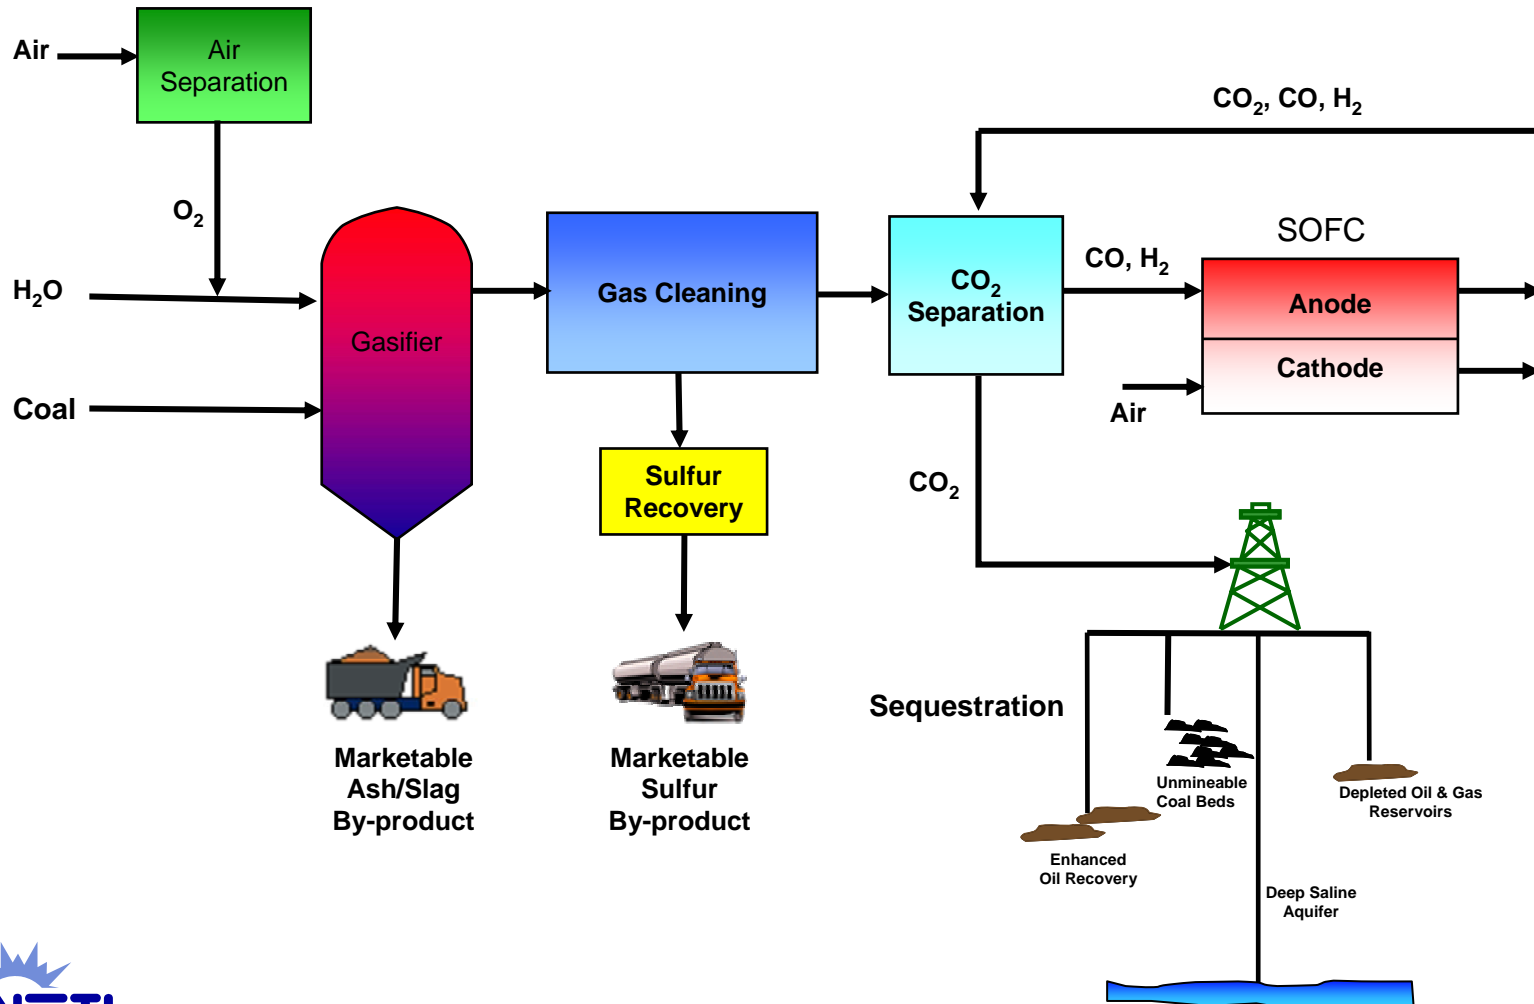 Air
Air
Separation
CO₂, CO, H₂
O₂
SOFC
H₂O
Gasifier
Gas Cleaning
CO₂
Separation
CO, H₂
Anode
Cathode
Coal
Air
Sulfur
Recovery
CO₂
Sequestration
Marketable
Ash/Slag
By-product
Marketable
Sulfur
By-product
Unmineable
Coal Beds
Depleted Oil & Gas
Reservoirs
Enhanced
Oil Recovery
Deep Saline
Aquifer